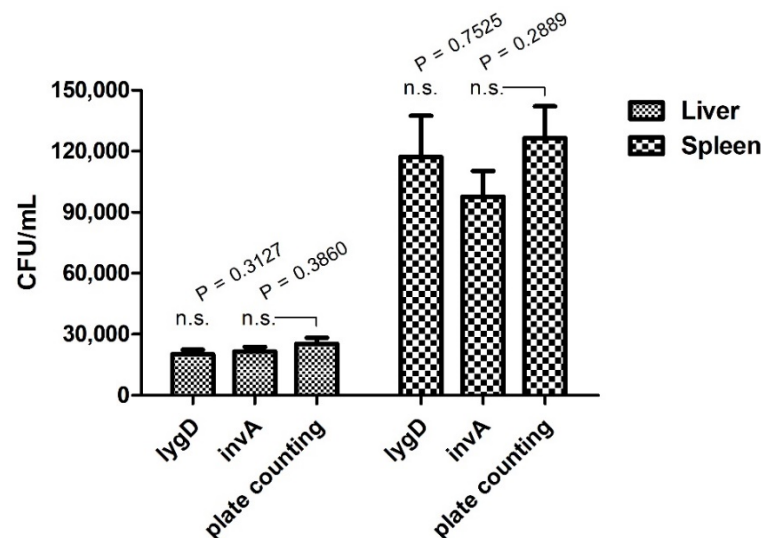 P = 0.7525
P = 0.2889
n.s.
n.s.
150,000
120,000
90,000
60,000
30,000
0
CFU/mL
P = 0.3127
P = 0.3860
n.s.
n.s.
Liver
Spleen
lygD
invA
plate counting
lygD
invA
plate counting